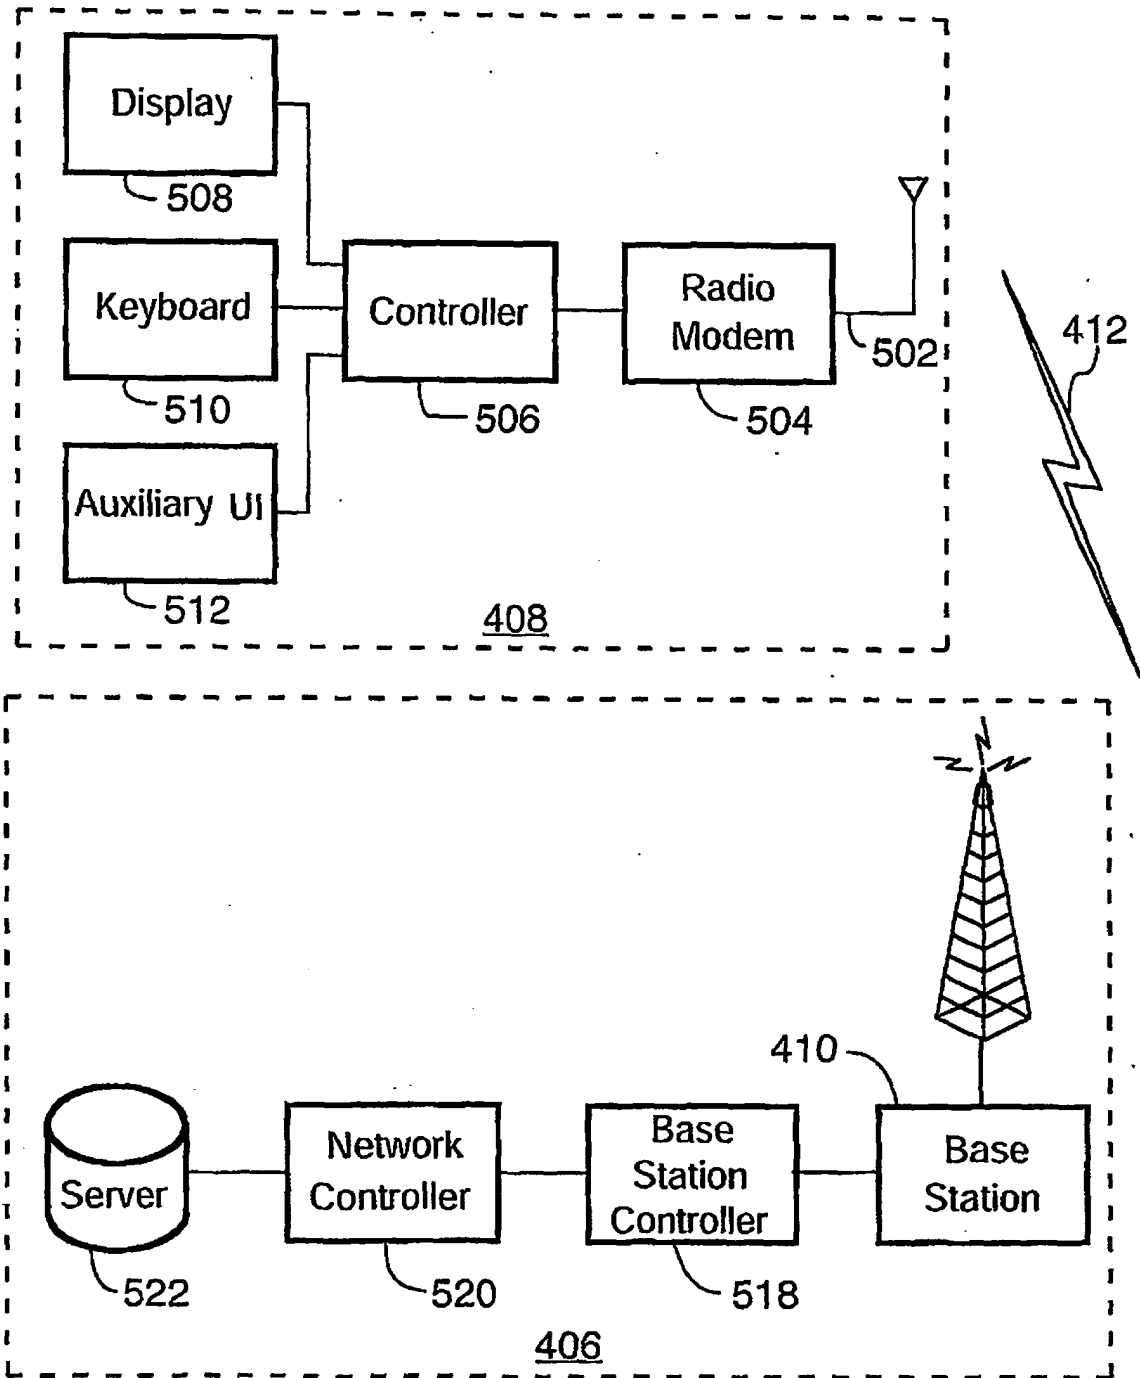 Display
508
Keyboard
510
Auxiliary UI
512
Controller
506
Radio
Modem
504
502
412
408
410
Server
522
Network
Controller
520
Base
Station
Controller
518
Base
Station
406